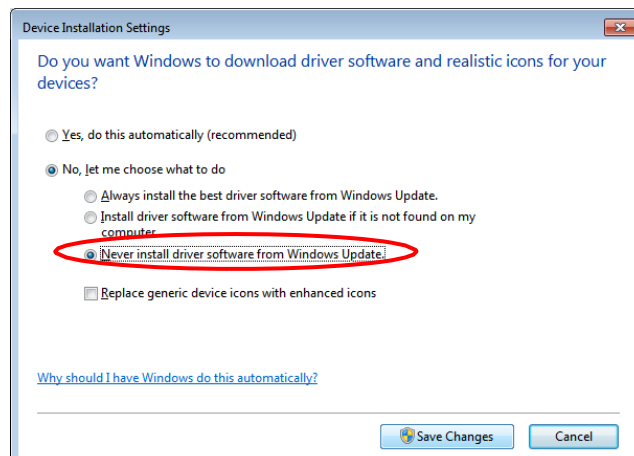 Device Installation Settings
Do you want Windows to download driver software and realistic icons for your
devices?
Yes, do this automatically (recommended)
No, let me choose what to do
Always install the best driver software from Windows Update.
Install driver software from Windows Update if it is not found on my
computer
Never install driver software from Windows Update.
Replace generic device icons with enhanced icons
Why should I have Windows do this automatically?
Save Changes
Cancel